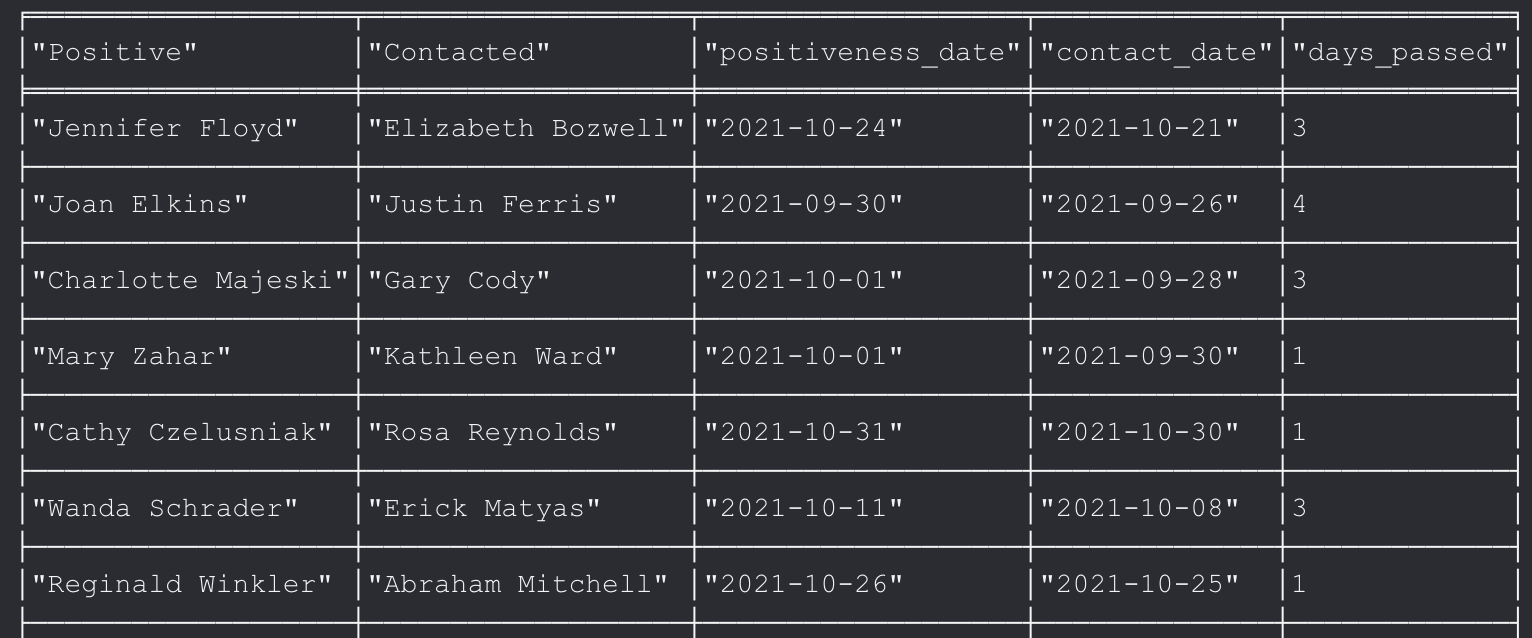 "Positive" "Contacted" "positiveness_date" "contact_date" "days_passed"
"Jennifer Floyd" "Elizabeth Bozwell" "2021-10-24" "2021-10-21" 3
"Joan Elkins" "Justin Ferris" "2021-09-30" "2021-09-26" 4
"Charlotte Majeski" "Gary Cody" "2021-10-01" "2021-09-28" 3
"Mary Zahar" "Kathleen Ward" "2021-10-01" "2021-09-30" 1
"Cathy Czelusniak" "Rosa Reynolds" "2021-10-31" "2021-10-30" 1
"Wanda Schrader" "Erick Matyas" "2021-10-11" "2021-10-08" 3
"Reginald Winkler" "Abraham Mitchell" "2021-10-26" "2021-10-25" 1